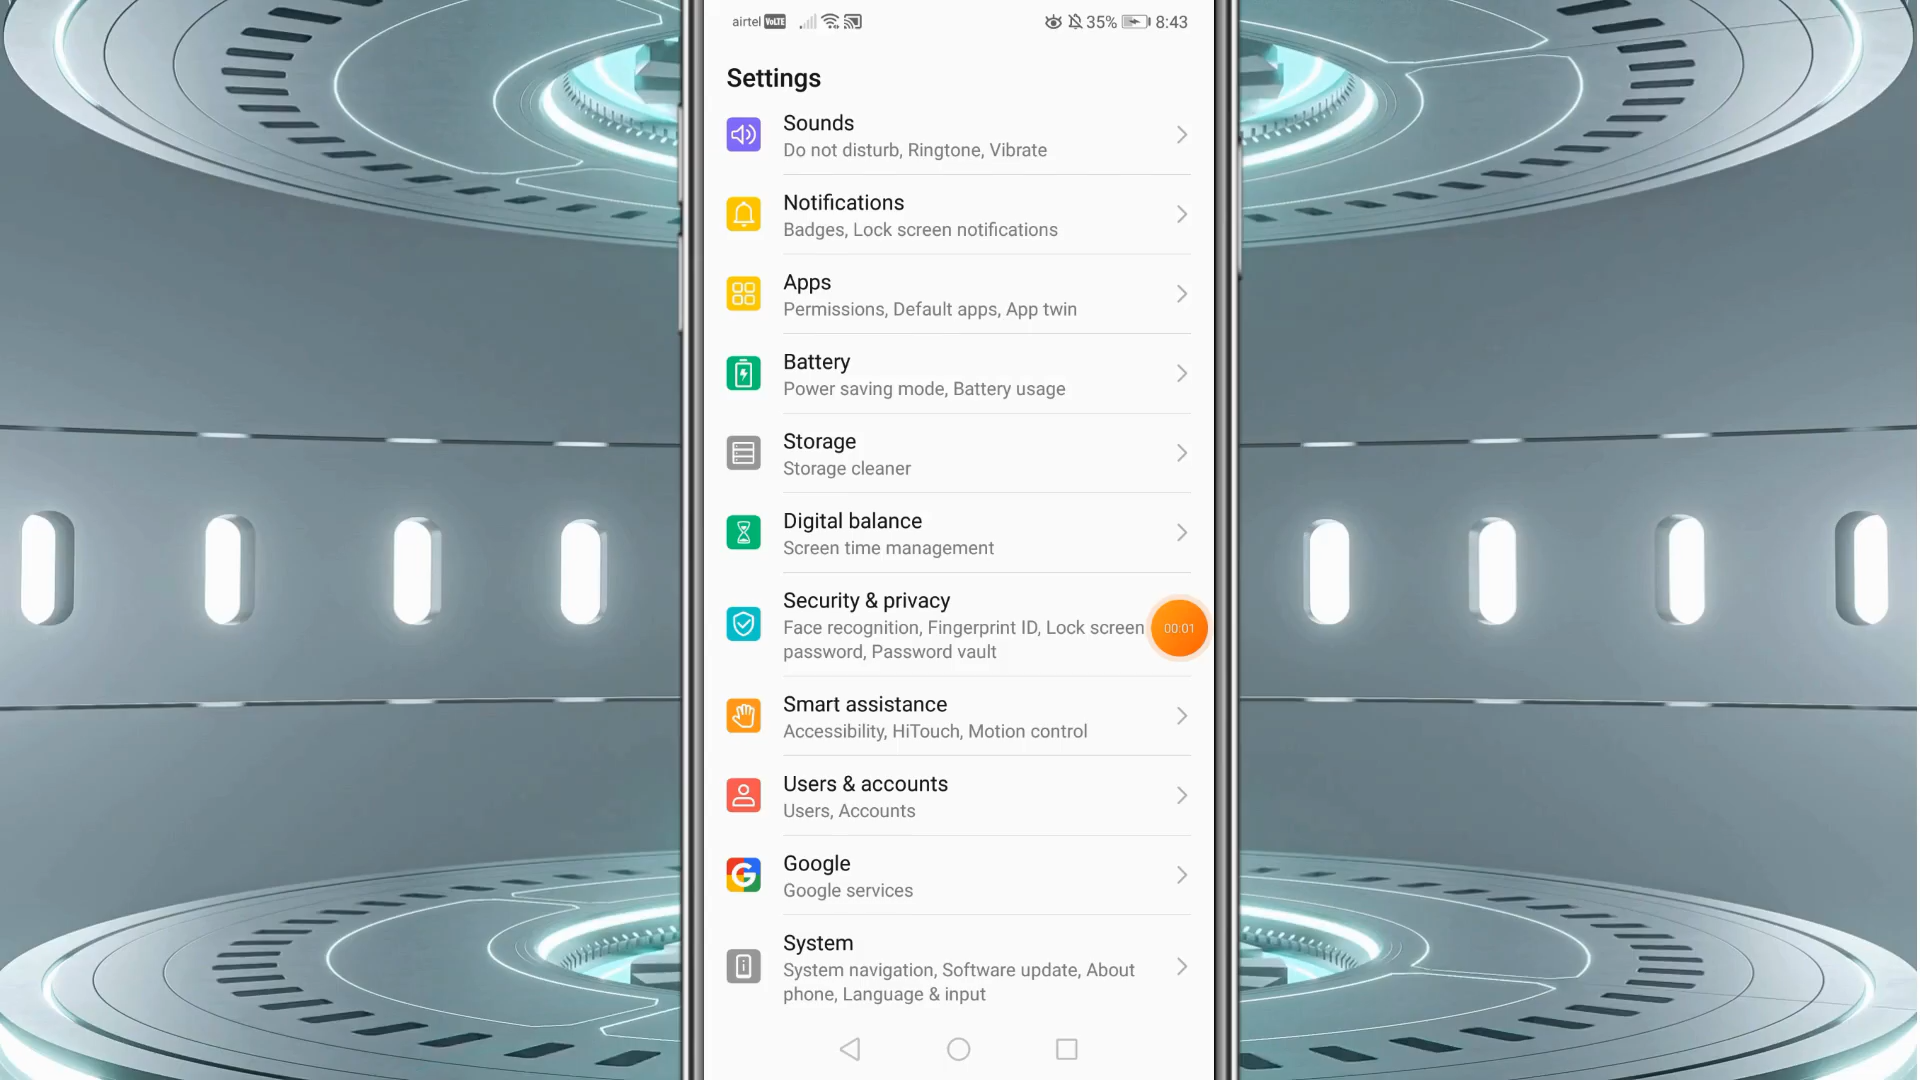 airtel VoLTE 35% 8:43
Settings
Sounds
Do not disturb, Ringtone, Vibrate
Notifications
Badges, Lock screen notifications
Apps
Permissions, Default apps, App twin
Battery
Power saving mode, Battery usage
Storage
Storage cleaner
Digital balance
Screen time management
Security & privacy
Face recognition, Fingerprint ID, Lock screen
password, Password vault
00:01
Smart assistance
Accessibility, HiTouch, Motion control
Users & accounts
Users, Accounts
Google
Google services
System
System navigation, Software update, About
phone, Language & input